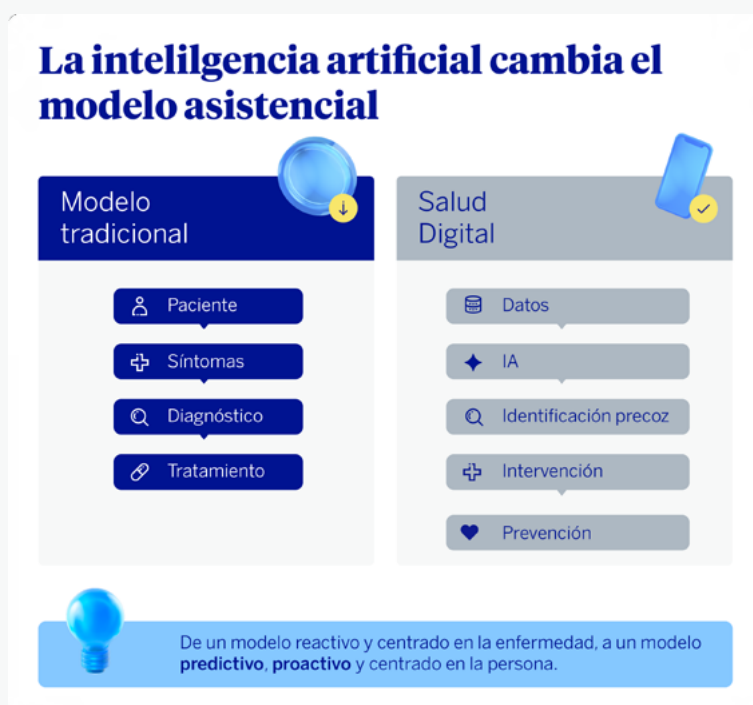 La intelilgencia artificial cambia el
modelo asistencial
Modelo
tradicional
Paciente
Síntomas
Diagnóstico
Tratamiento
Salud
Digital
Datos
IA
Identificación precoz
Intervención
Prevención
De un modelo reactivo y centrado en la enfermedad, a un modelo
predictivo, proactivo y centrado en la persona.